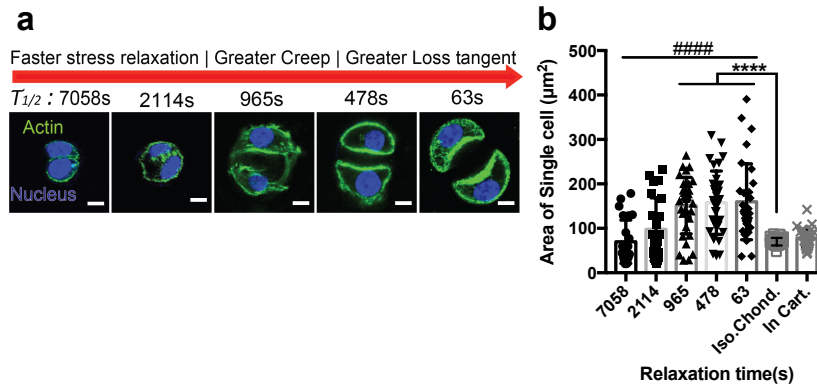 a
Faster stress relaxation | Greater Creep | Greater Loss tangent
T1/2 : 7058s 2114s 965s 478s 63s
Actin
Nucleus
b
####
****
Area of Single cell (µm²)
500
400
300
200
100
0
7058 2114 965 478 63 Iso.Chond. In Cart.
Relaxation time(s)